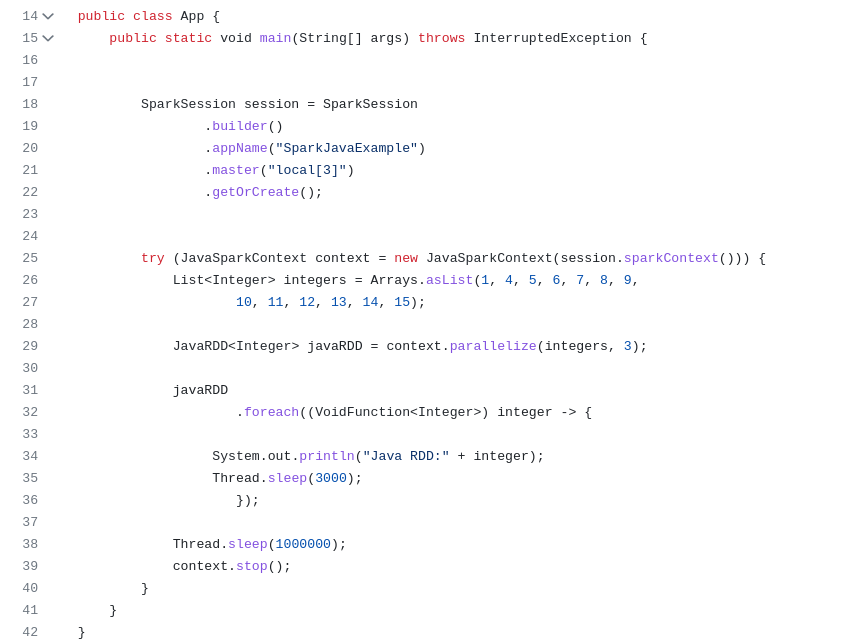 14 public class App {
15     public static void main(String[] args) throws InterruptedException {
16
17
18         SparkSession session = SparkSession
19                 .builder()
20                 .appName("SparkJavaExample")
21                 .master("local[3]")
22                 .getOrCreate();
23
24
25         try (JavaSparkContext context = new JavaSparkContext(session.sparkContext())) {
26             List<Integer> integers = Arrays.asList(1, 4, 5, 6, 7, 8, 9,
27                     10, 11, 12, 13, 14, 15);
28
29             JavaRDD<Integer> javaRDD = context.parallelize(integers, 3);
30
31             javaRDD
32                     .foreach((VoidFunction<Integer>) integer -> {
33
34                  System.out.println("Java RDD:" + integer);
35                  Thread.sleep(3000);
36                     });
37
38             Thread.sleep(1000000);
39             context.stop();
40         }
41     }
42 }